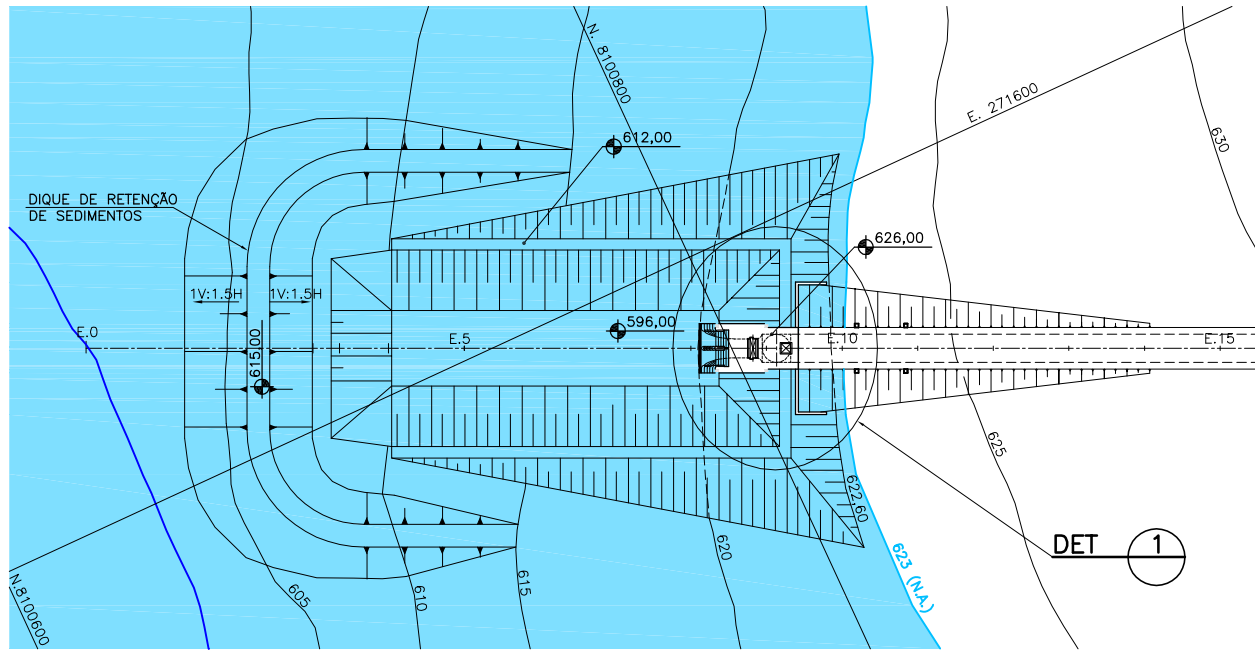 N. 8100800
E. 271600
630
612,00
DIQUE DE RETENÇÃO
DE SEDIMENTOS
626,00
1V:1.5H
1V:1.5H
596,00
E.0
615,00
E.5
E.10
E.15
625
622,60
620
623 (N.A.)
DET 1
N.8100600
605
610
615